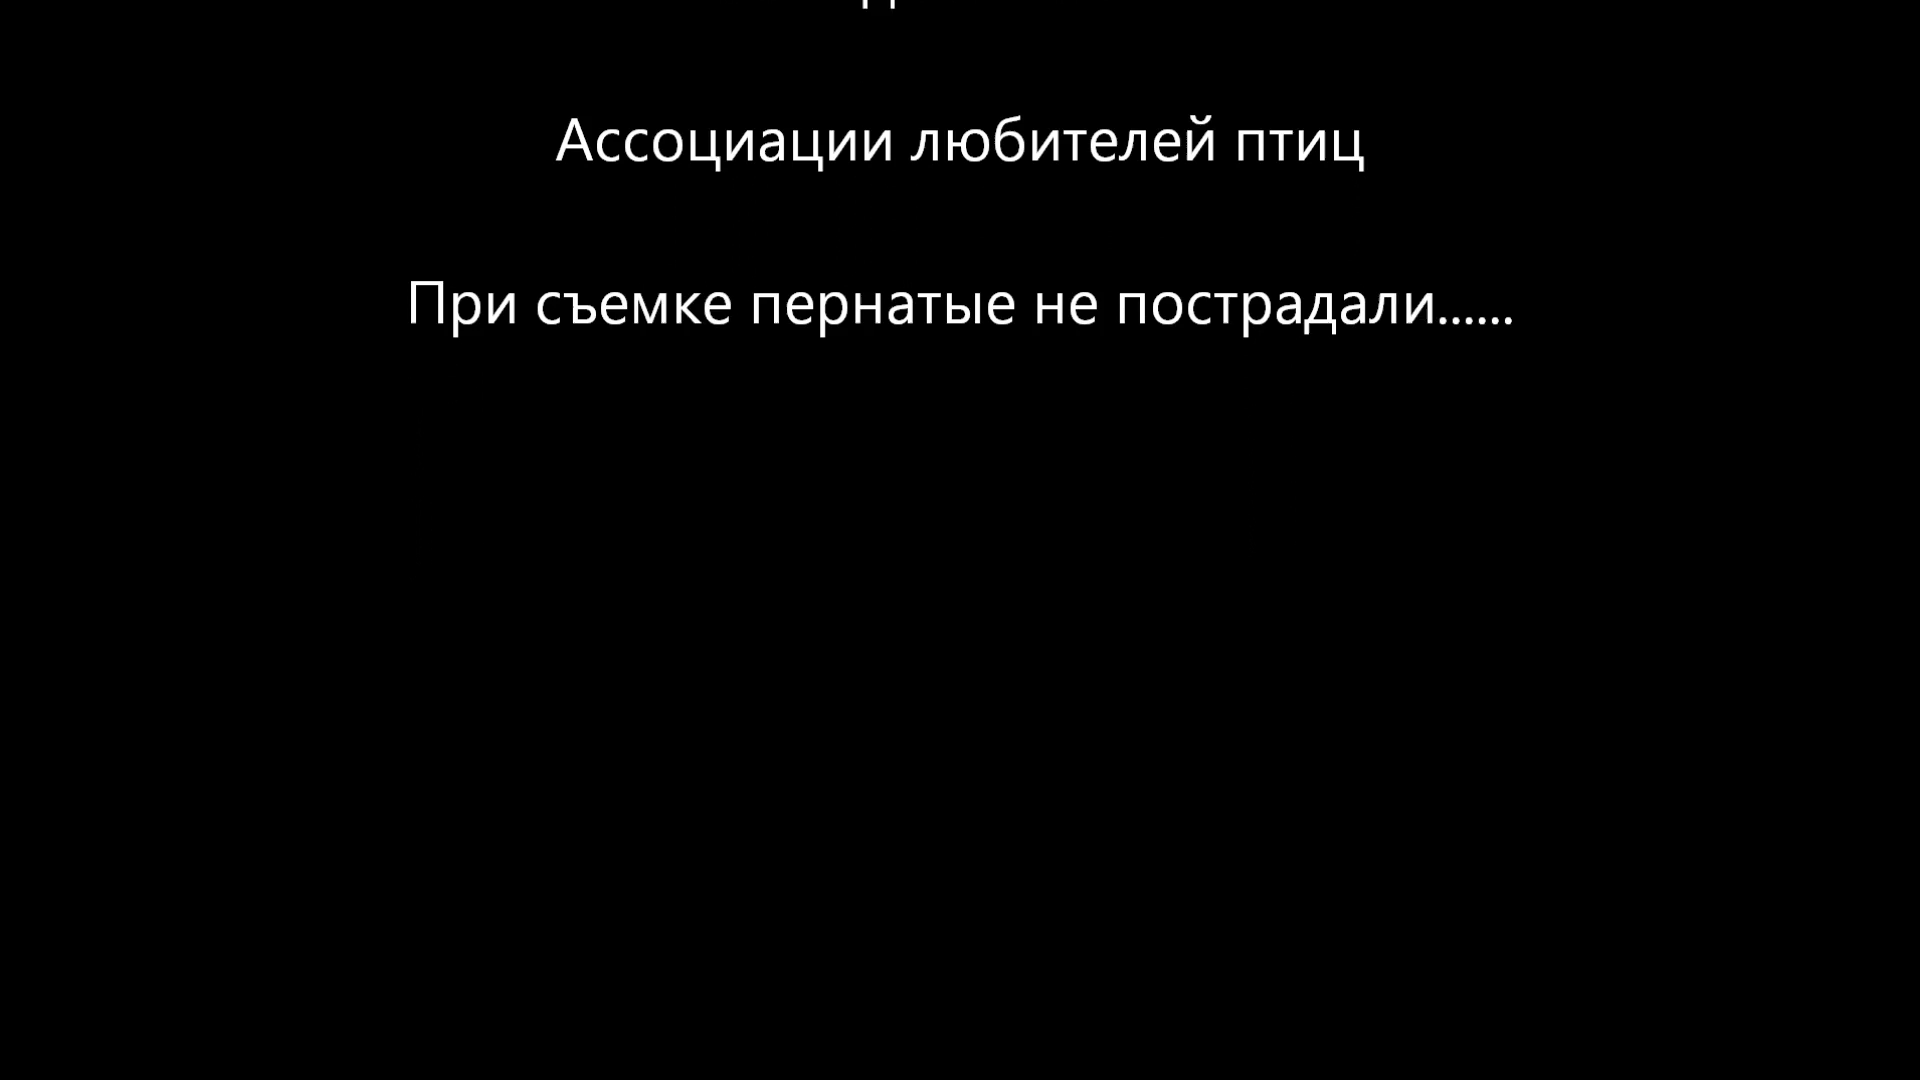 Ассоциации любителей птиц
При съемке пернатые не пострадали......